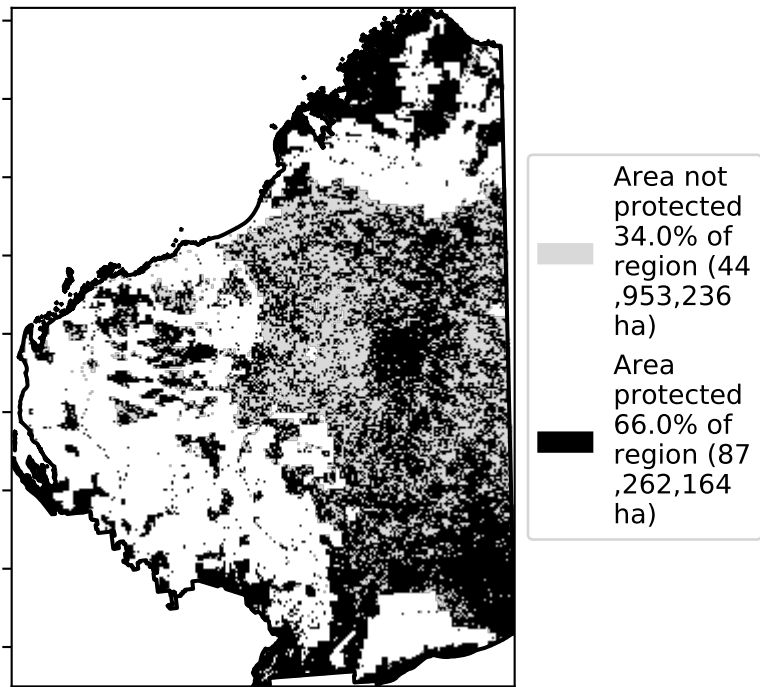 Area not
protected
34.0% of
region (44
,953,236
ha)
Area
protected
66.0% of
region (87
,262,164
ha)